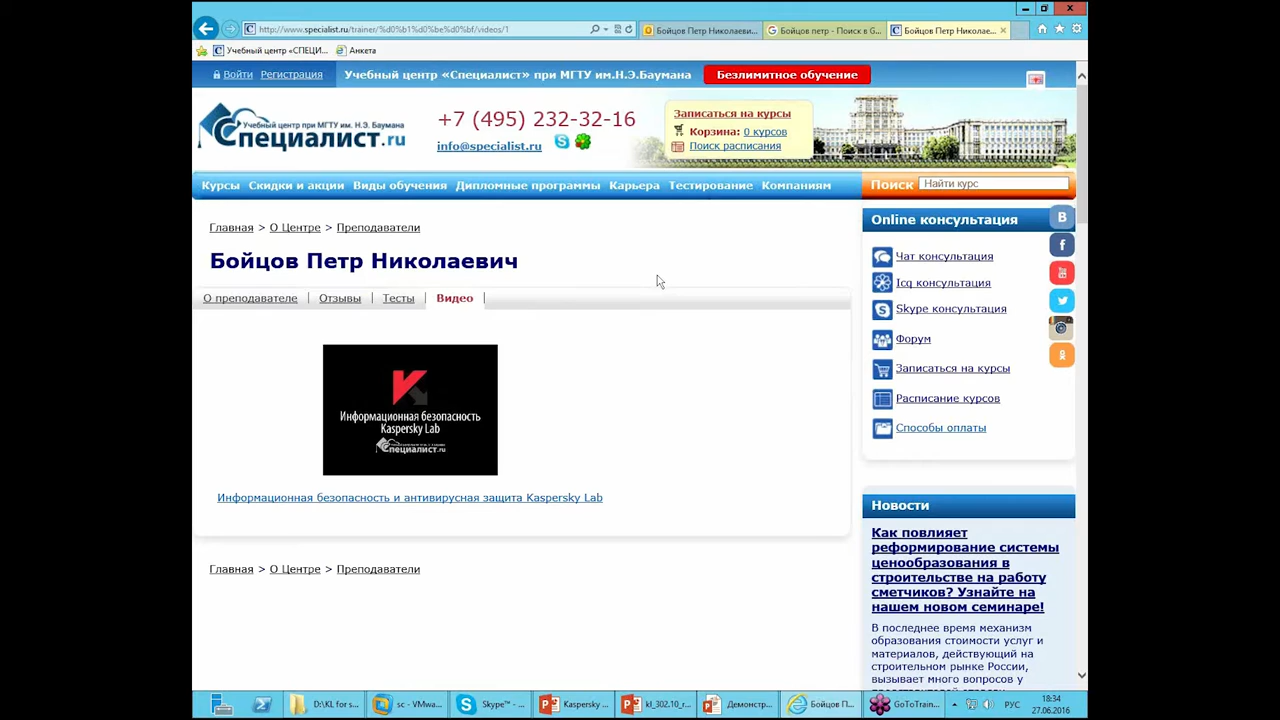 http://www.specialist.ru/trainer/%d0%b1%d0%be%d0%bf/videos/1
Бойцов Петр Николаеви...
Бойцов петр - Поиск в G...
Бойцов Петр Николае...
Учебный центр «СПЕЦИ...
Анкета
Войти Регистрация
Учебный центр «Специалист» при МГТУ им.Н.Э.Баумана
Безлимитное обучение
Учебный центр при МГТУ им. Н.Э. Баумана
Специалист.ru
+7 (495) 232-32-16
info@specialist.ru
Записаться на курсы
Корзина: 0 курсов
Поиск расписания
Курсы Скидки и акции Виды обучения Дипломные программы Карьера Тестирование Компаниям
Поиск Найти курс
Главная > О Центре > Преподаватели
Бойцов Петр Николаевич
О преподавателе | Отзывы | Тесты | Видео |
Информационная безопасность
Kaspersky Lab
Специалист.ru
Информационная безопасность и антивирусная защита Kaspersky Lab
Главная > О Центре > Преподаватели
Online консультация
Чат консультация
Icq консультация
Skype консультация
Форум
Записаться на курсы
Расписание курсов
Способы оплаты
Новости
Как повлияет
реформирование системы
ценообразования в
строительстве на работу
сметчиков? Узнайте на
нашем новом семинаре!
В последнее время механизм
образования стоимости услуг и
материалов, действующий на
строительном рынке России,
вызывает много вопросов у
D:\KL for s...
sc - VMwa...
Skype™ - ...
Kaspersky ...
kl_302.10_r...
Демонстр...
Бойцов П...
GoToTrain...
РУС
18:34
27.06.2016